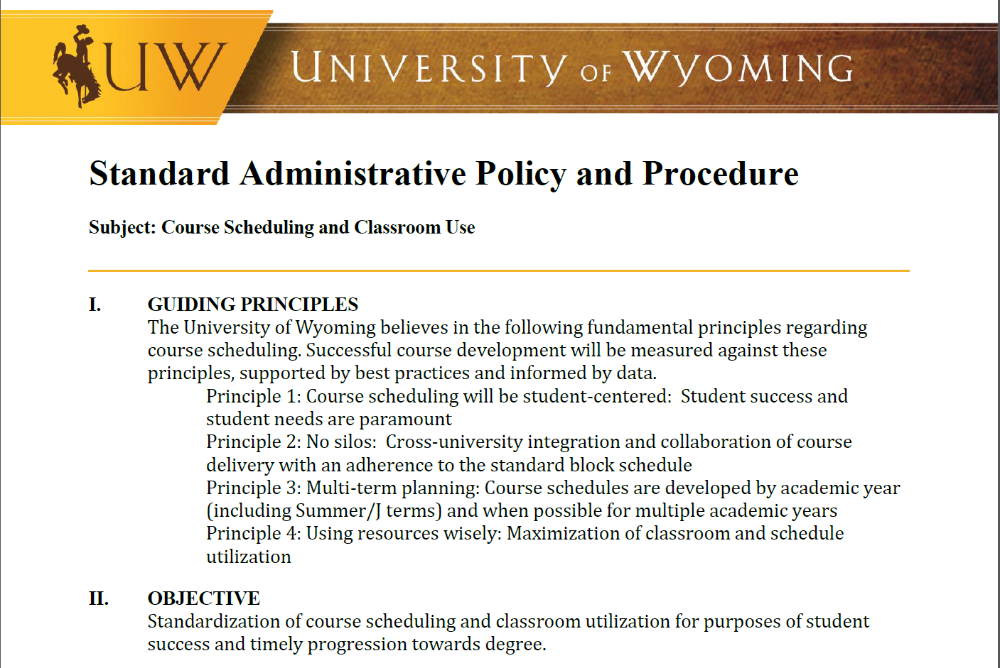 UW
UNIVERSITY OF WYOMING
Standard Administrative Policy and Procedure
Subject: Course Scheduling and Classroom Use
I. GUIDING PRINCIPLES
The University of Wyoming believes in the following fundamental principles regarding
course scheduling. Successful course development will be measured against these
principles, supported by best practices and informed by data.
Principle 1: Course scheduling will be student-centered:  Student success and
student needs are paramount
Principle 2: No silos:  Cross-university integration and collaboration of course
delivery with an adherence to the standard block schedule
Principle 3: Multi-term planning: Course schedules are developed by academic year
(including Summer/J terms) and when possible for multiple academic years
Principle 4: Using resources wisely: Maximization of classroom and schedule
utilization
II. OBJECTIVE
Standardization of course scheduling and classroom utilization for purposes of student
success and timely progression towards degree.